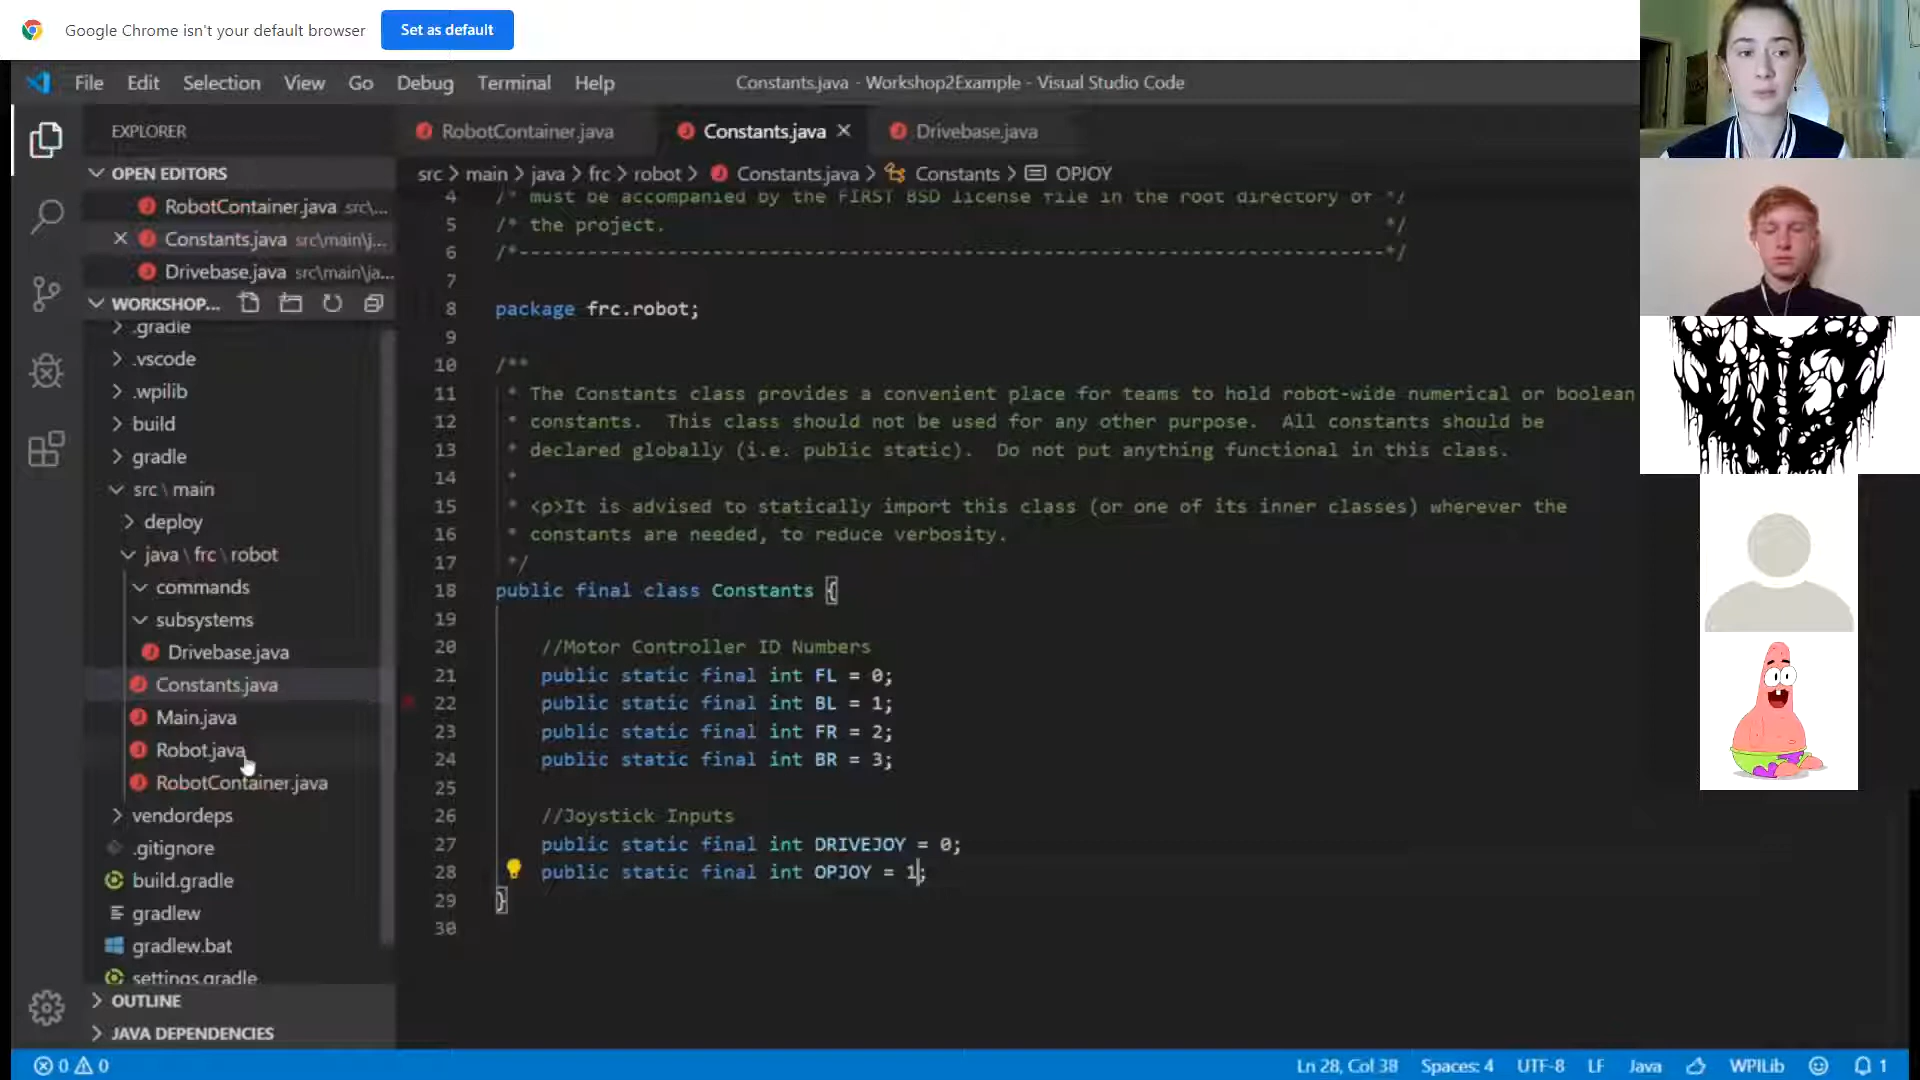 Google Chrome isn't your default browser
Set as default
File Edit Selection View Go Debug Terminal Help
Constants.java - Workshop2Example - Visual Studio Code
EXPLORER
OPEN EDITORS
RobotContainer.java src\...
Constants.java src\main\j...
Drivebase.java src\main\ja...
WORKSHOP...
.gradle
.vscode
.wpilib
build
gradle
src \ main
deploy
java \ frc \ robot
commands
subsystems
Drivebase.java
Constants.java
Main.java
Robot.java
RobotContainer.java
vendordeps
.gitignore
build.gradle
gradlew
gradlew.bat
settings.gradle
OUTLINE
JAVA DEPENDENCIES
RobotContainer.java Constants.java Drivebase.java
src > main > java > frc > robot > Constants.java > Constants > OPJOY
4 /* must be accompanied by the FIRST BSD license file in the root directory of */
5 /* the project. */
6 /*----------------------------------------------------------------------------*/
7
8 package frc.robot;
9
10 /**
11 * The Constants class provides a convenient place for teams to hold robot-wide numerical or boolean
12 * constants.  This class should not be used for any other purpose.  All constants should be
13 * declared globally (i.e. public static).  Do not put anything functional in this class.
14 *
15 * <p>It is advised to statically import this class (or one of its inner classes) wherever the
16 * constants are needed, to reduce verbosity.
17 */
18 public final class Constants {
19
20 //Motor Controller ID Numbers
21 public static final int FL = 0;
22 public static final int BL = 1;
23 public static final int FR = 2;
24 public static final int BR = 3;
25
26 //Joystick Inputs
27 public static final int DRIVEJOY = 0;
28 public static final int OPJOY = 1;
29 }
30
0 0
Ln 28, Col 38 Spaces: 4 UTF-8 LF Java WPILib 1